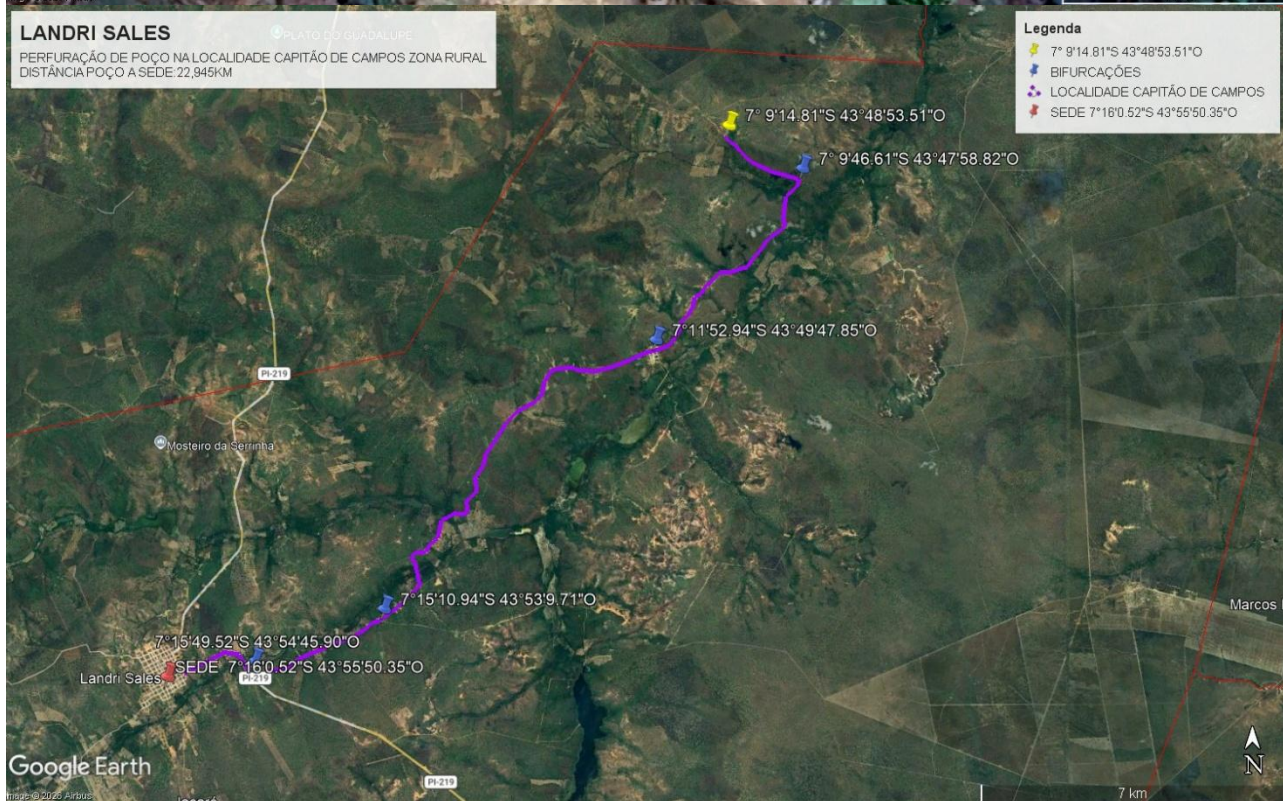 LANDRI SALES
PERFURAÇÃO DE POÇO NA LOCALIDADE CAPITÃO DE CAMPOS ZONA RURAL
DISTÂNCIA POÇO A SEDE:22,945KM
PLATÔ DO GUADALUPE
Legenda
7° 9'14.81"S 43°48'53.51"O
BIFURCAÇÕES
LOCALIDADE CAPITÃO DE CAMPOS
SEDE 7°16'0.52"S 43°55'50.35"O
7° 9'14.81"S 43°48'53.51"O
7° 9'46.61"S 43°47'58.82"O
7°11'52.94"S 43°49'47.85"O
PI-219
Mosteiro da Serrinha
7°15'10.94"S 43°53'9.71"O
Marcos
7°15'49.52"S 43°54'45.90"O
SEDE 7°16'0.52"S 43°55'50.35"O
Landri Sales
PI-219
Google Earth
PI-219
N
Image © 2026 Airbus
7 km